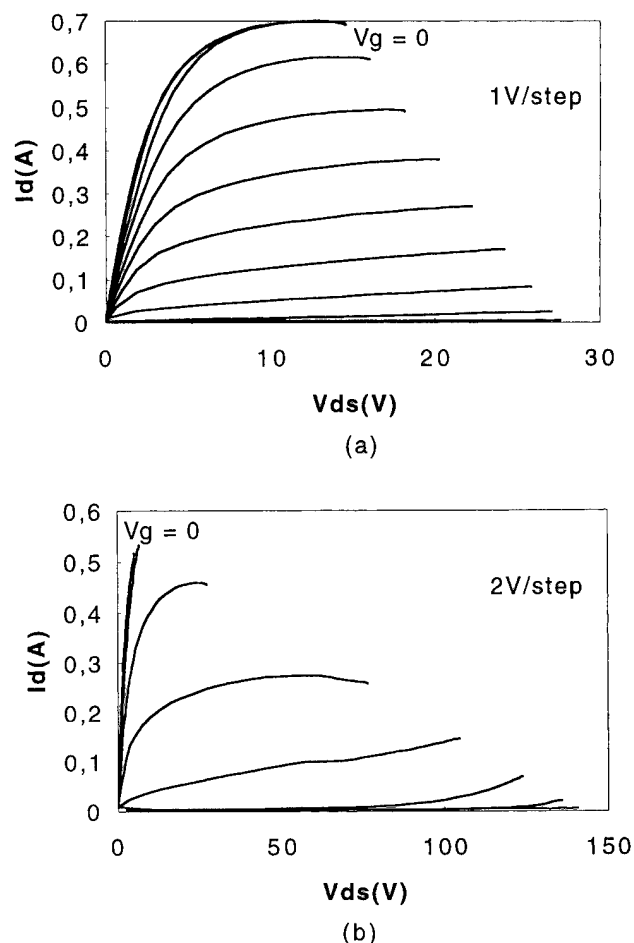 0,7
Vg = 0
0,6
0,5
1V/step
0,4
Id(A)
0,3
0,2
0,1
0
0 10 20 30
Vds(V)
(a)
0,6
Vg = 0
0,5
2V/step
0,4
Id(A)
0,3
0,2
0,1
0
0 50 100 150
Vds(V)
(b)